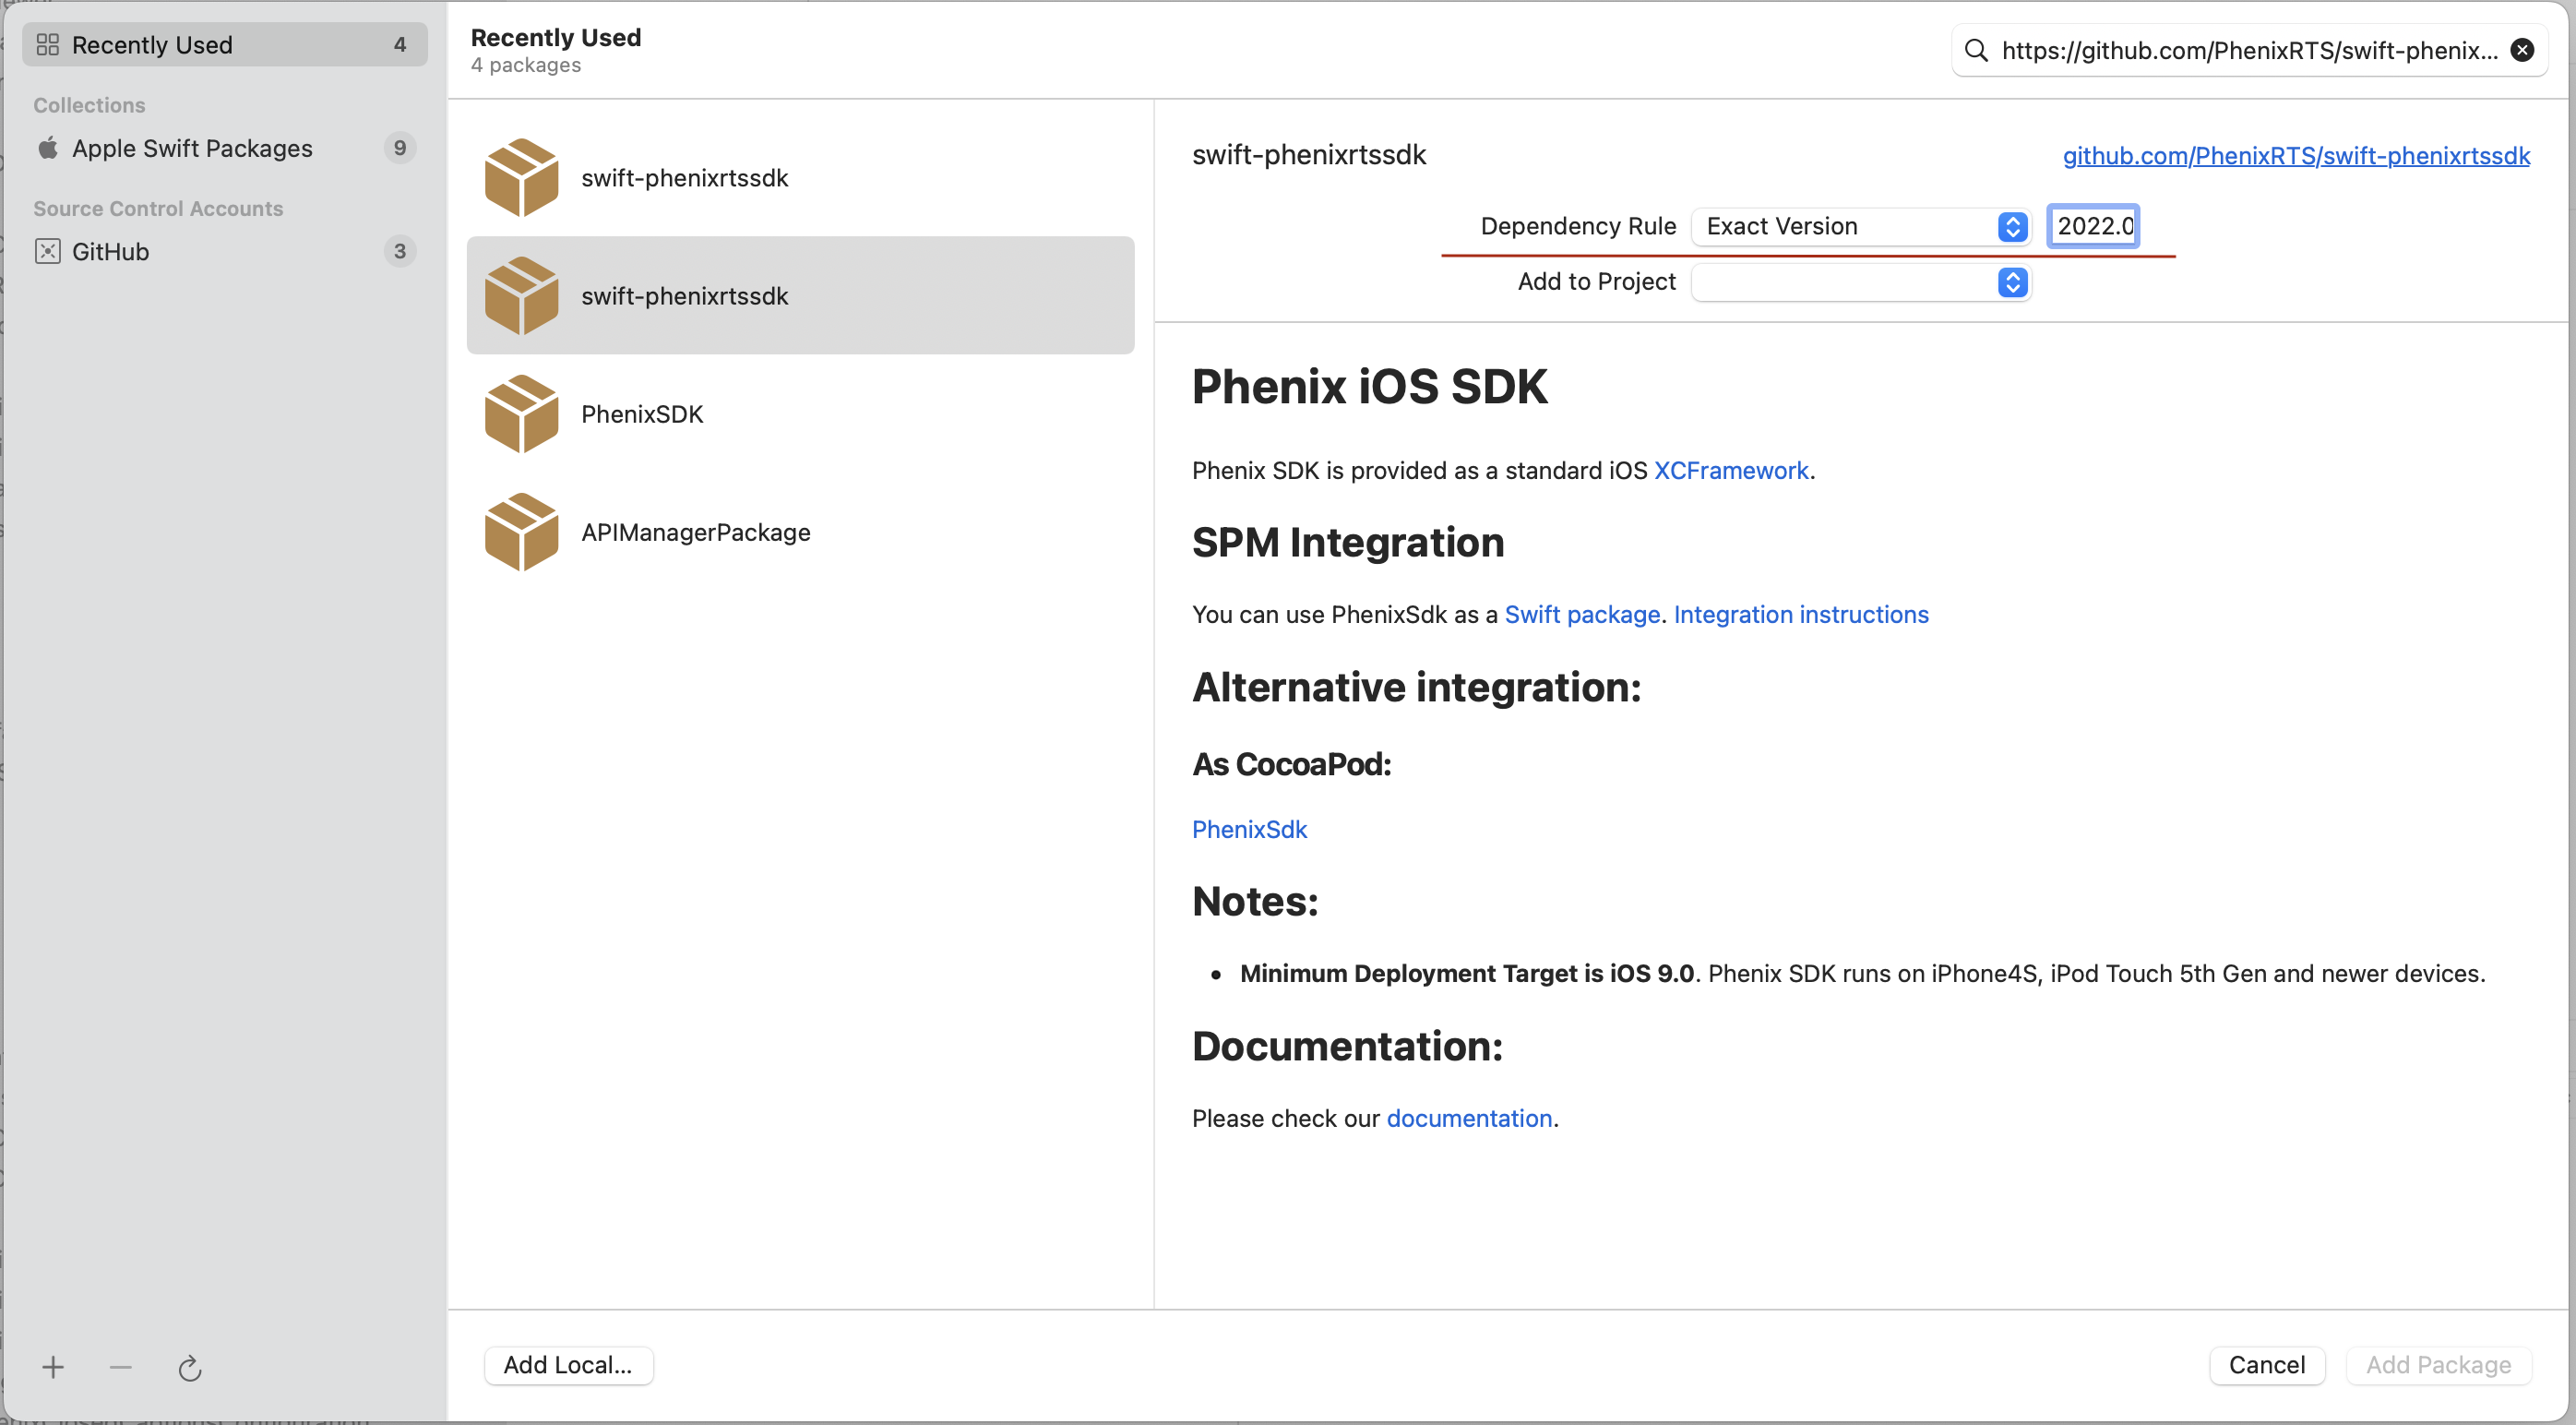 Recently Used 4
Collections
Apple Swift Packages 9
Source Control Accounts
GitHub 3
Recently Used
4 packages
https://github.com/PhenixRTS/swift-phenix...
swift-phenixrtssdk
swift-phenixrtssdk
PhenixSDK
APIManagerPackage
swift-phenixrtssdk
github.com/PhenixRTS/swift-phenixrtssdk
Dependency Rule Exact Version 2022.0
Add to Project
Phenix iOS SDK
Phenix SDK is provided as a standard iOS XCFramework.
SPM Integration
You can use PhenixSdk as a Swift package. Integration instructions
Alternative integration:
As CocoaPod:
PhenixSdk
Notes:
• Minimum Deployment Target is iOS 9.0. Phenix SDK runs on iPhone4S, iPod Touch 5th Gen and newer devices.
Documentation:
Please check our documentation.
Add Local...
Cancel
Add Package